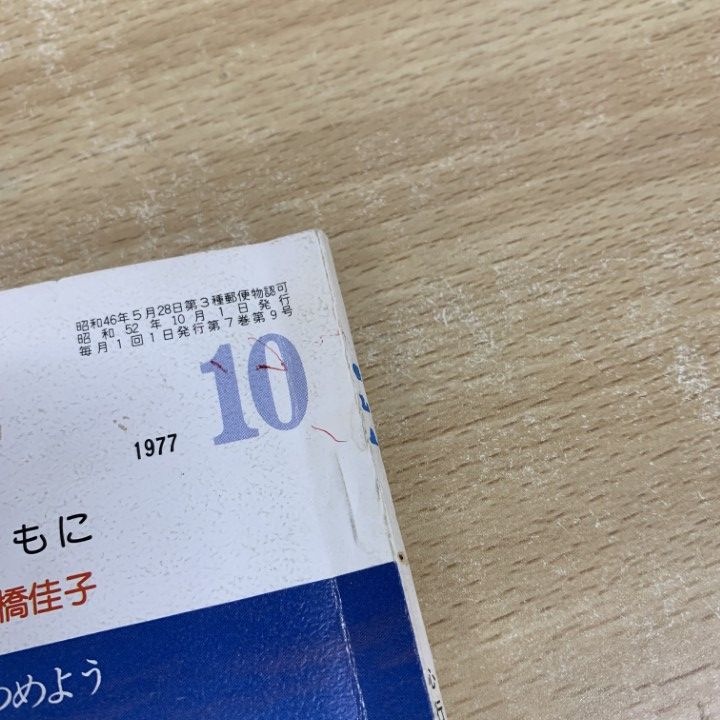 昭和46年5月28日第3種郵便物認可
昭和52年10月1日発行
毎月1回1日発行第7巻第9号
10
1977
もに
橋佳子
つめよう